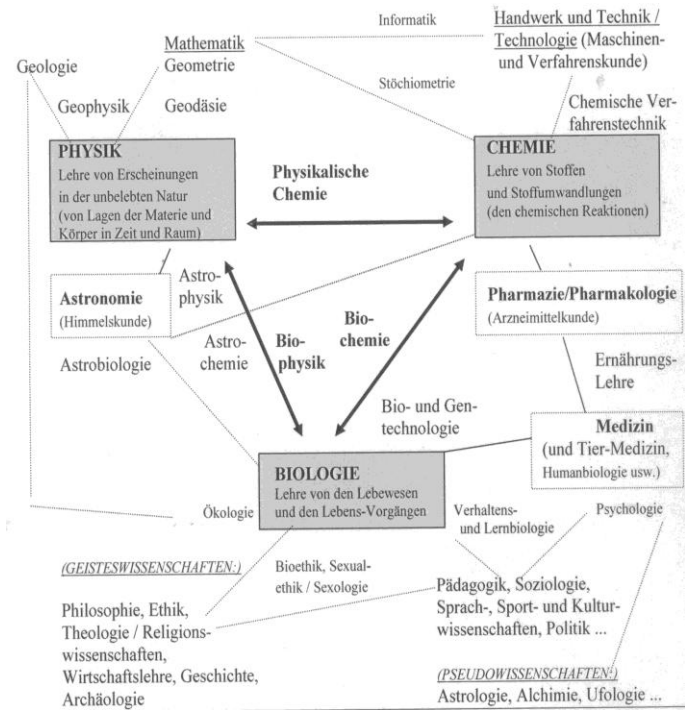 Informatik
Handwerk und Technik /
Technologie (Maschinen-
und Verfahrenskunde)
Mathematik
Geometrie
Geologie
Stöchiometrie
Geophysik
Geodäsie
Chemische Ver-
fahrenstechnik
PHYSIK
Lehre von Erscheinungen
in der unbelebten Natur
(von Lagen der Materie und
Körper in Zeit und Raum)
Physikalische
Chemie
CHEMIE
Lehre von Stoffen
und Stoffumwandlungen
(den chemischen Reaktionen)
Astro-
physik
Astronomie
(Himmelskunde)
Pharmazie/Pharmakologie
(Arzneimittelkunde)
Astro-
chemie
Bio-
physik
Bio-
chemie
Astrobiologie
Ernährungs-
Lehre
Bio- und Gen-
technologie
Medizin
(und Tier-Medizin,
Humanbiologie usw.)
BIOLOGIE
Lehre von den Lebewesen
und den Lebens-Vorgängen
Ökologie
Verhaltens-
und Lernbiologie
Psychologie
(GEISTESWISSENSCHAFTEN:)
Bioethik, Sexual-
ethik / Sexologie
Philosophie, Ethik,
Theologie / Religions-
wissenschaften,
Wirtschaftslehre, Geschichte,
Archäologie
Pädagogik, Soziologie,
Sprach-, Sport- und Kultur-
wissenschaften, Politik ...
(PSEUDOWISSENSCHAFTEN:)
Astrologie, Alchimie, Ufologie ...